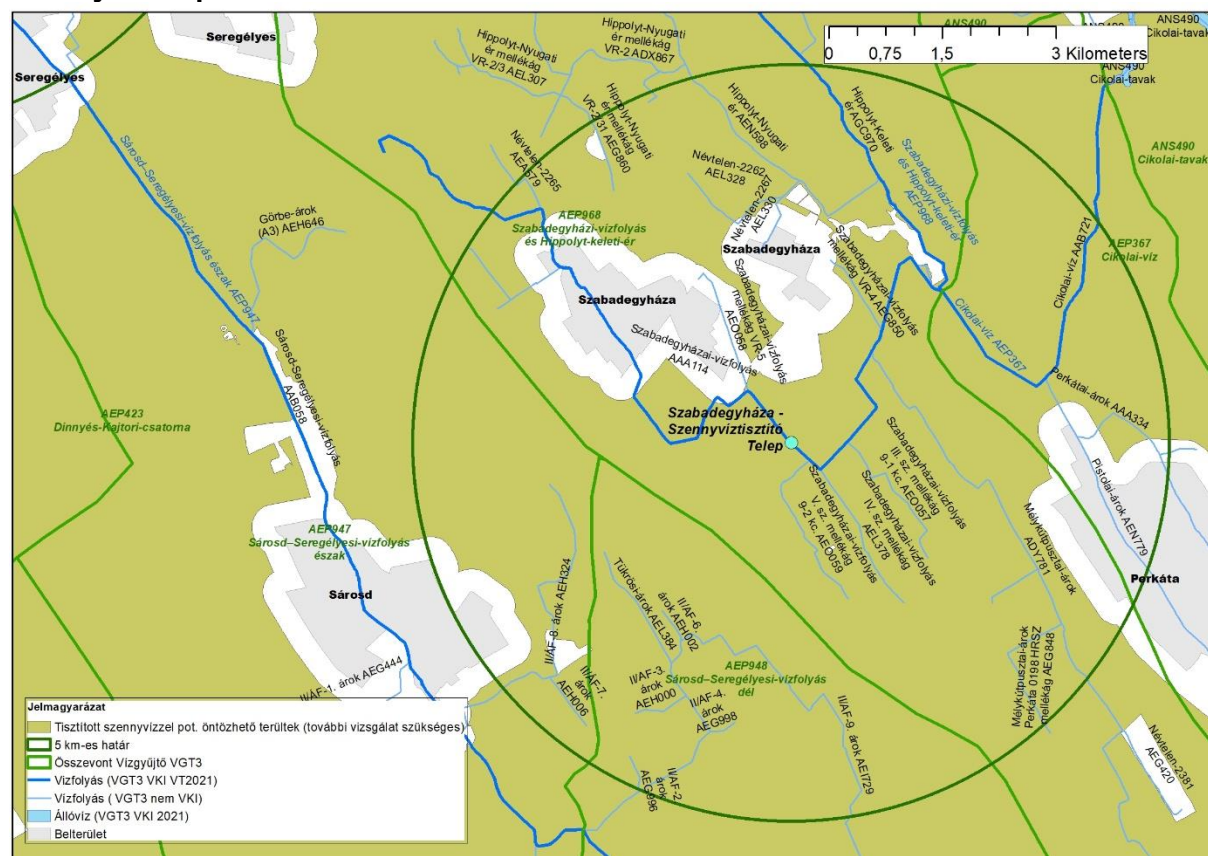 Seregélyes
Seregélyes
Hippolyt-Nyugati
ér mellékág
VR-2/3 AEL307
Hippolyt-Nyugati
ér mellékág
VR-2 ADX867
Hippolyt-Nyugati
ér mellékág
VR-2/31 AEG860
Hippolyt-Nyugati
ér AEN598
Hippolyt-Keleti
ér AGC970
ANS490
0
0,75
1,5
3 Kilometers
ANS490
Cikolai-tavak
ANS490
Cikolai-tavak
ANS490
Cikolai-tavak
Szabadegyházi-vízfolyás
és Hippolyt-keleti-ér
AEP968
Névtelen-2265
AEA579
Névtelen-2262
AEL328
Névtelen-2267
AEL330
Görbe-árok
(A3) AEH646
Sárosd–Seregélyesi-vízfolyás észak AEP947
AEP968
Szabadegyházi-vízfolyás
és Hippolyt-keleti-ér
Szabadegyháza
Szabadegyháza
AEP367
Cikolai-víz
Cikolai-víz AAB721
Cikolai-víz AEP367
Szabadegyházai-vízfolyás
mellékág VR-4 AEG850
Szabadegyházai-vízfolyás
mellékág VR-5
AEO058
Szabadegyházai-vízfolyás
AAA114
Sárosd-Seregélyesi-vízfolyás
AAB058
AEP423
Dinnyés-Kajtori-csatorna
Szabadegyháza -
Szennyvíztisztító
Telep
Perkátai-árok AAA334
Pistolai-árok AEN779
Perkáta
Szabadegyházai-vízfolyás
III. sz. mellékág
9-1 kc. AEO057
Szabadegyházai-vízfolyás
IV. sz. mellékág
AEL378
Szabadegyházai-vízfolyás
V. sz. mellékág
9-2 kc. AEO059
Mélykútpusztai-árok
ADY781
Mélykútpusztai-árok
Perkáta 0198 HRSZ
mellékág AEG848
Névtelen-2381
AEG420
AEP947
Sárosd–Seregélyesi-vízfolyás
észak
Sárosd
II/AF-8. árok AEH324
II/AF-7.
árok
AEH006
Tükrösi-árok AEL384
II/AF-6.
árok AEH002
II/AF-3.
árok
AEH000
II/AF-4.
árok
AEG998
AEP948
Sárosd–Seregélyesi-vízfolyás
dél
II/AF-9. árok AEI729
II/AF-2.
árok
AEG996
II/AF-1. árok AEG444
Jelmagyarázat
Tisztított szennyvízzel pot. öntözhető terültek (további vizsgálat szükséges)
5 km-es határ
Összevont Vízgyűjtő VGT3
Vízfolyás (VGT3 VKI VT2021)
Vízfolyás ( VGT3 nem VKI)
Állóvíz (VGT3 VKI 2021)
Belterület